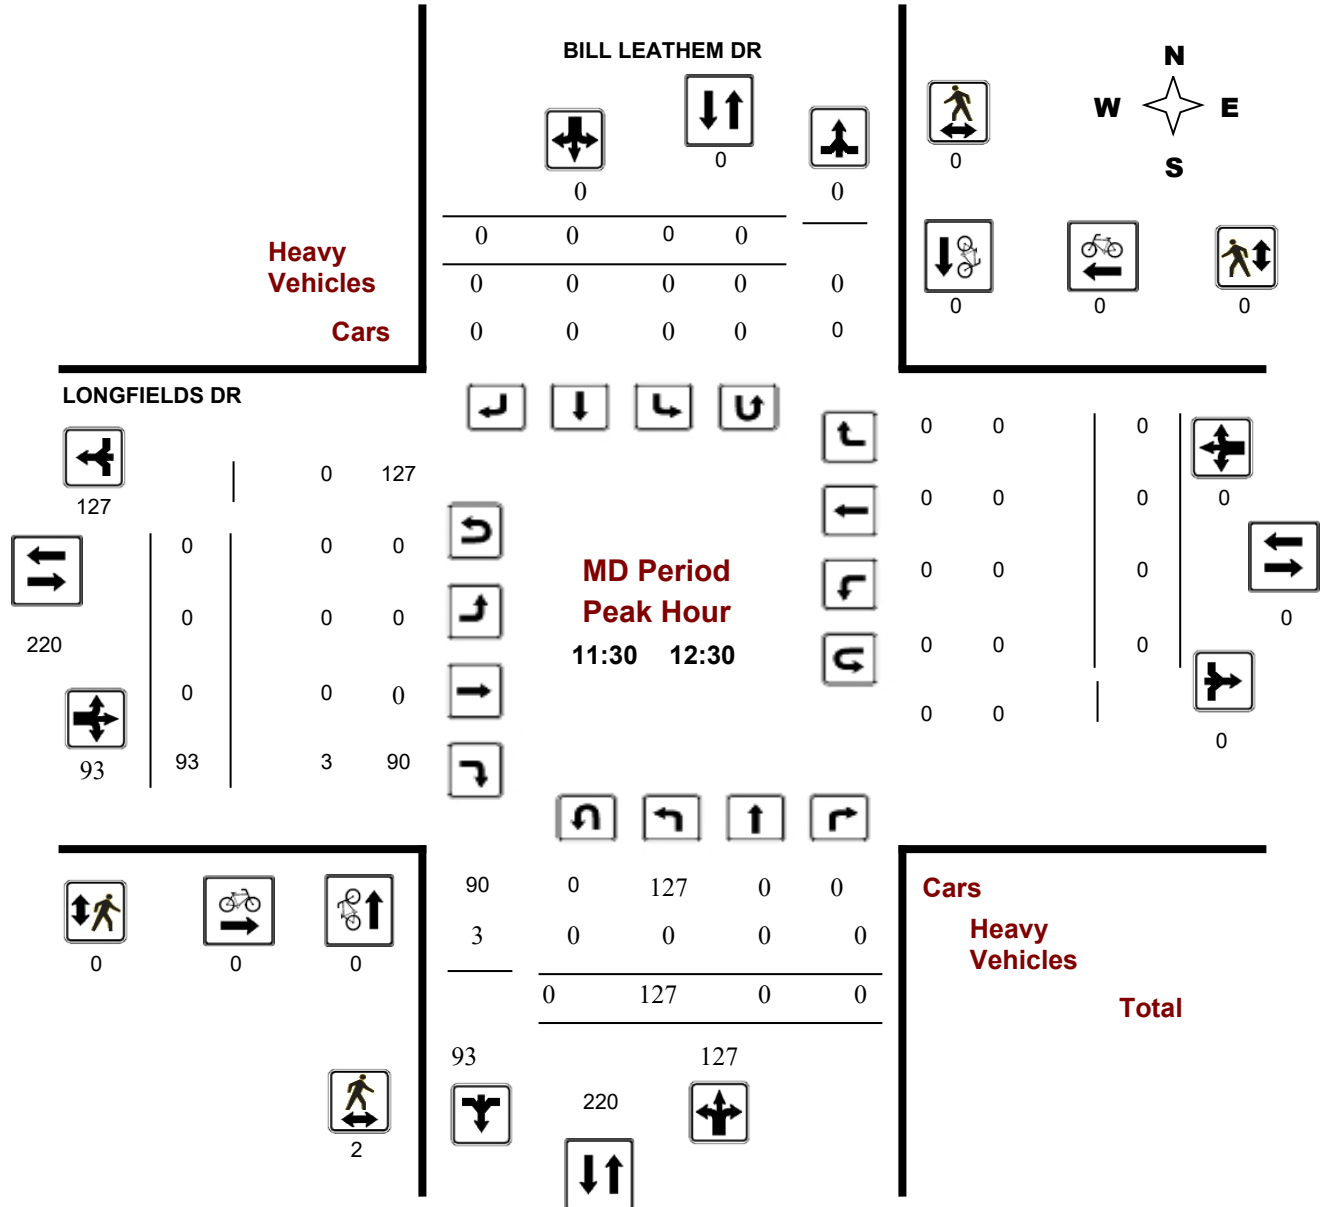 BILL LEATHEM DR
N
W E
S
0
0
0
0 0
0 0 0 0
Heavy
Vehicles
0 0 0 0 0
0 0 0
Cars
0 0 0 0 0
LONGFIELDS DR
0 0 0
0 127
127
0 0 0 0
0 0 0
MD Period
0 0 0
Peak Hour
0 0 0
0
220
11:30 12:30
0 0 0
0 0 0
0 0
0
93 93 3 90
90 0 127 0 0
Cars
3 0 0 0 0
Heavy
Vehicles
0 0 0
0 127 0 0
Total
93 127
220
2